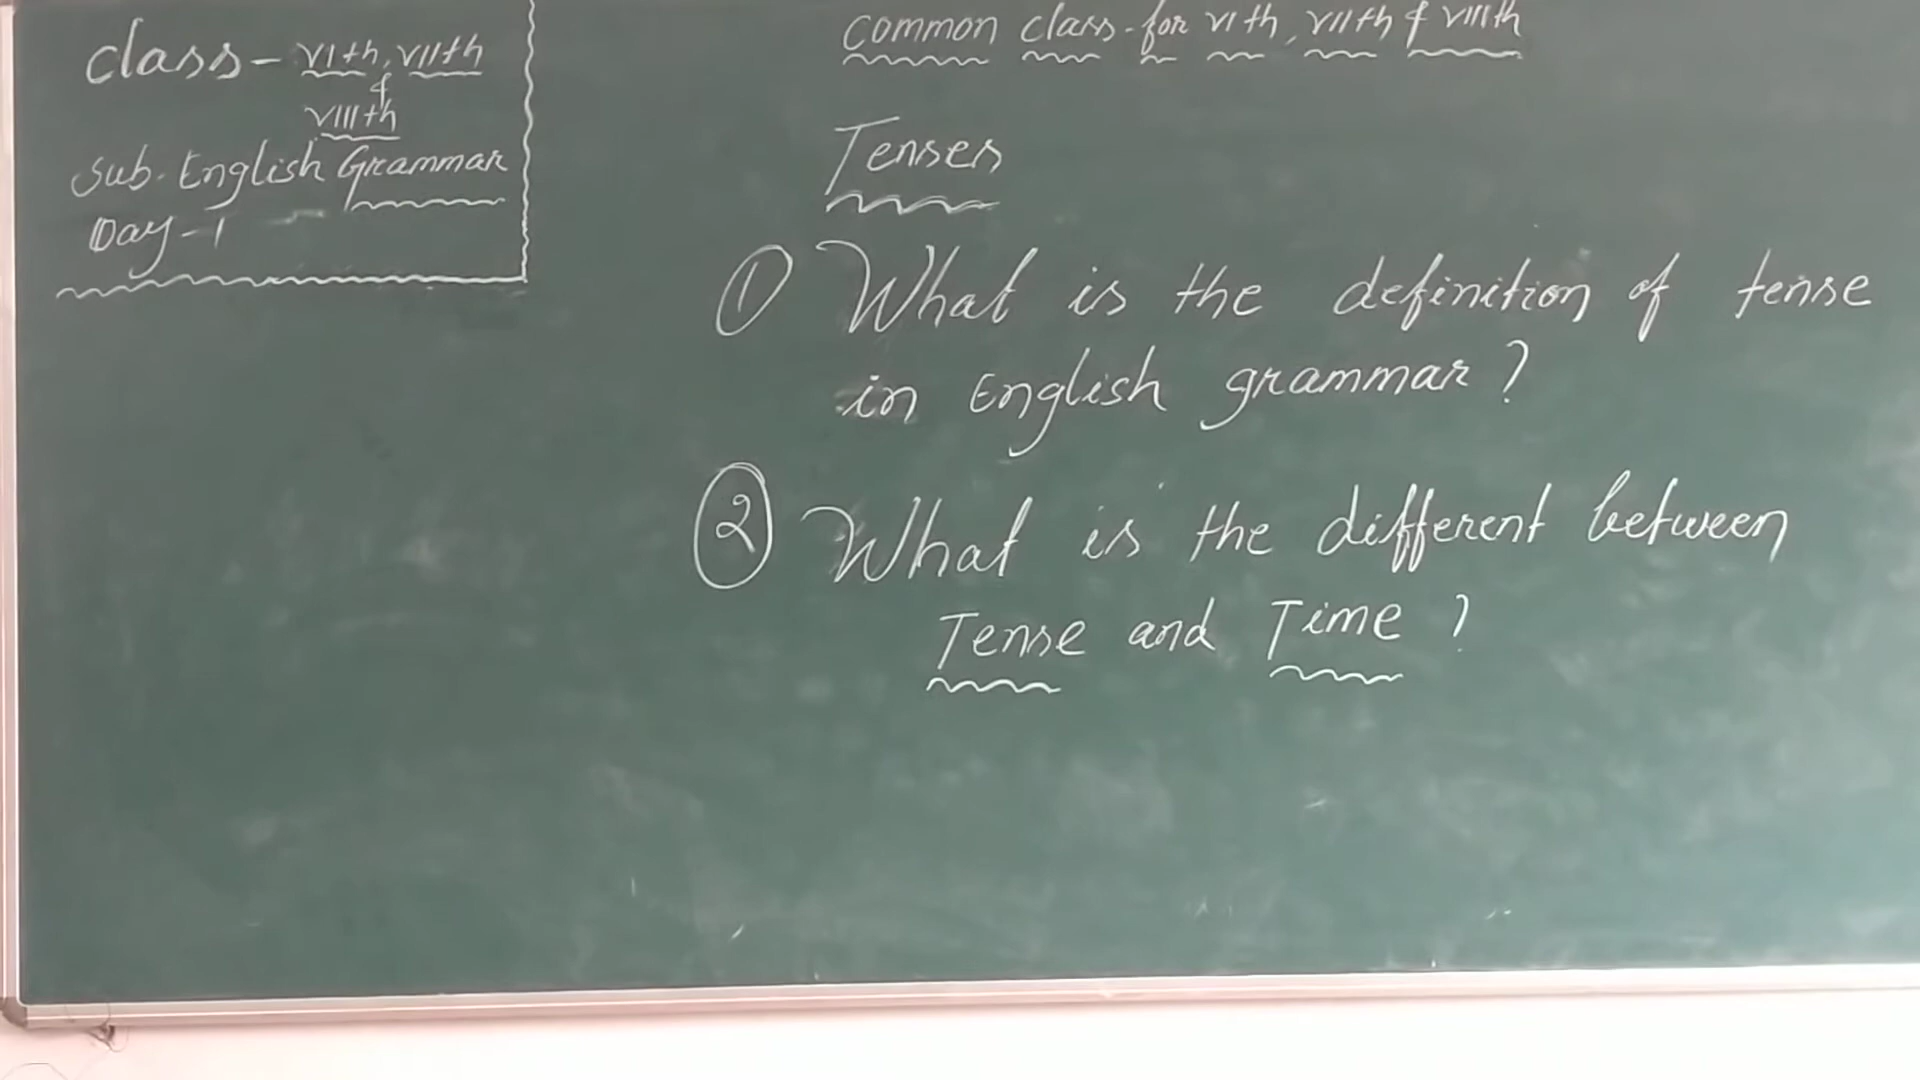 Class - VIth, VIIth
&
VIIIth
Sub. English Grammar
Day - 1
Common class - for VIth, VIIth & VIIIth
Tenses
① What is the definition of tense
in English grammar?
② What is the different between
Tense and Time?